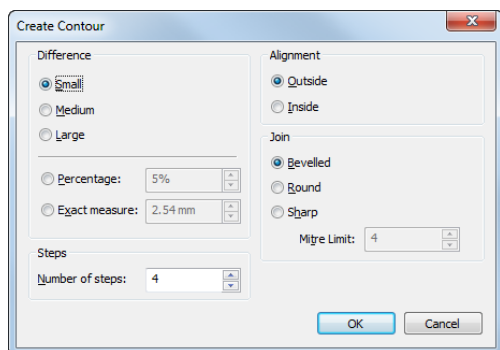 Create Contour
Difference
Small
Medium
Large
Percentage: 5%
Exact measure: 2.54 mm
Steps
Number of steps: 4
Alignment
Outside
Inside
Join
Bevelled
Round
Sharp
Mitre Limit: 4
OK
Cancel